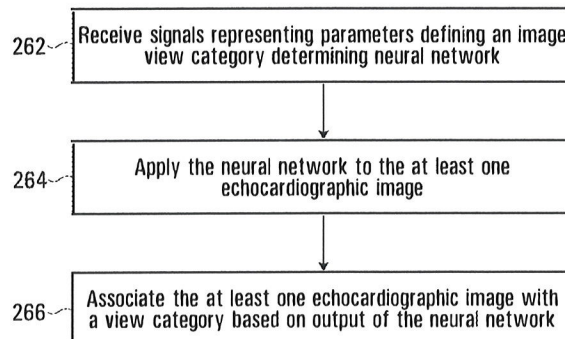 262
Receive signals representing parameters defining an image
view category determining neural network
264
Apply the neural network to the at least one
echocardiographic image
266
Associate the at least one echocardiographic image with
a view category based on output of the neural network